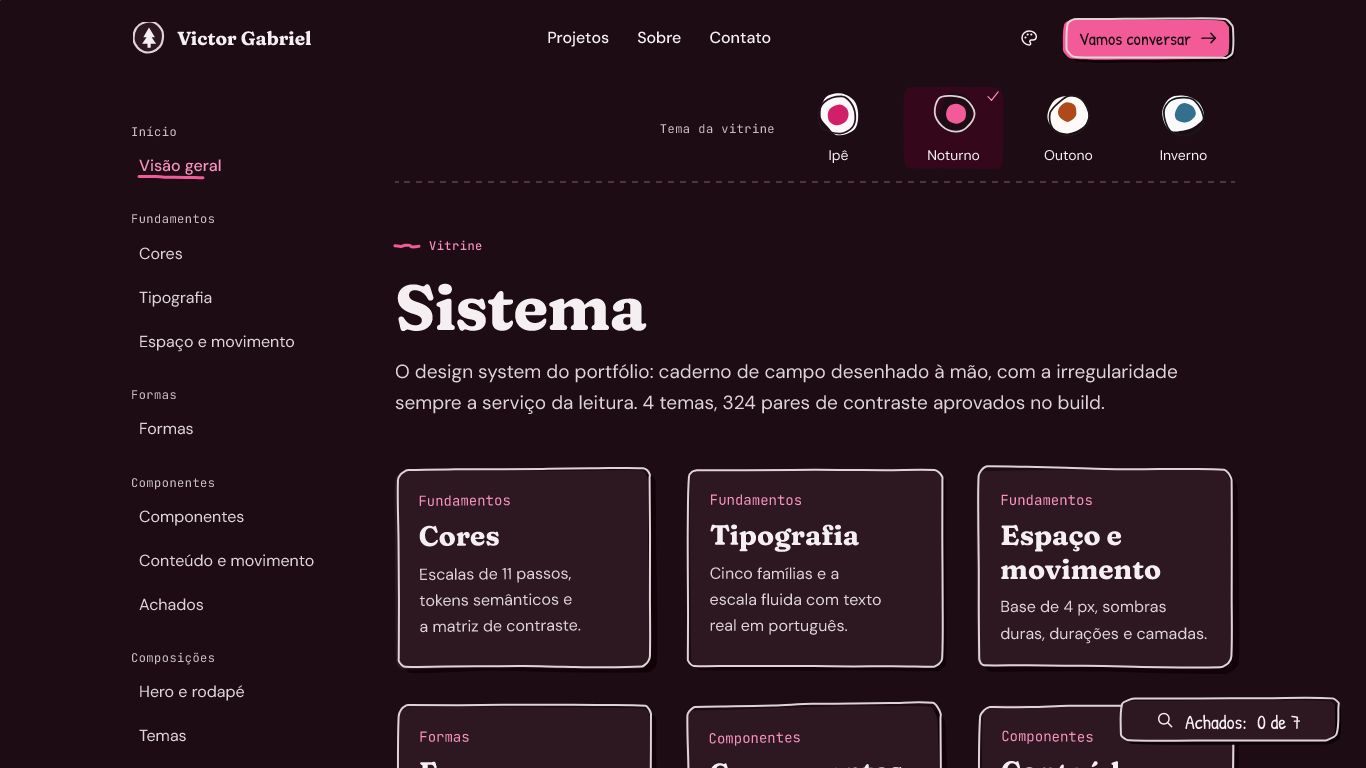 Victor Gabriel
Projetos
Sobre
Contato
Vamos conversar
Tema da vitrine
Ipê
Noturno
Outono
Inverno
Início
Visão geral
Fundamentos
Cores
Tipografia
Espaço e movimento
Formas
Formas
Componentes
Componentes
Conteúdo e movimento
Achados
Composições
Hero e rodapé
Temas
Vitrine
Sistema
O design system do portfólio: caderno de campo desenhado à mão, com a irregularidade
sempre a serviço da leitura. 4 temas, 324 pares de contraste aprovados no build.
Fundamentos
Cores
Escalas de 11 passos,
tokens semânticos e
a matriz de contraste.
Fundamentos
Tipografia
Cinco famílias e a
escala fluida com texto
real em português.
Fundamentos
Espaço e
movimento
Base de 4 px, sombras
duras, durações e camadas.
Formas
Componentes
Componentes
Achados: 0 de 7